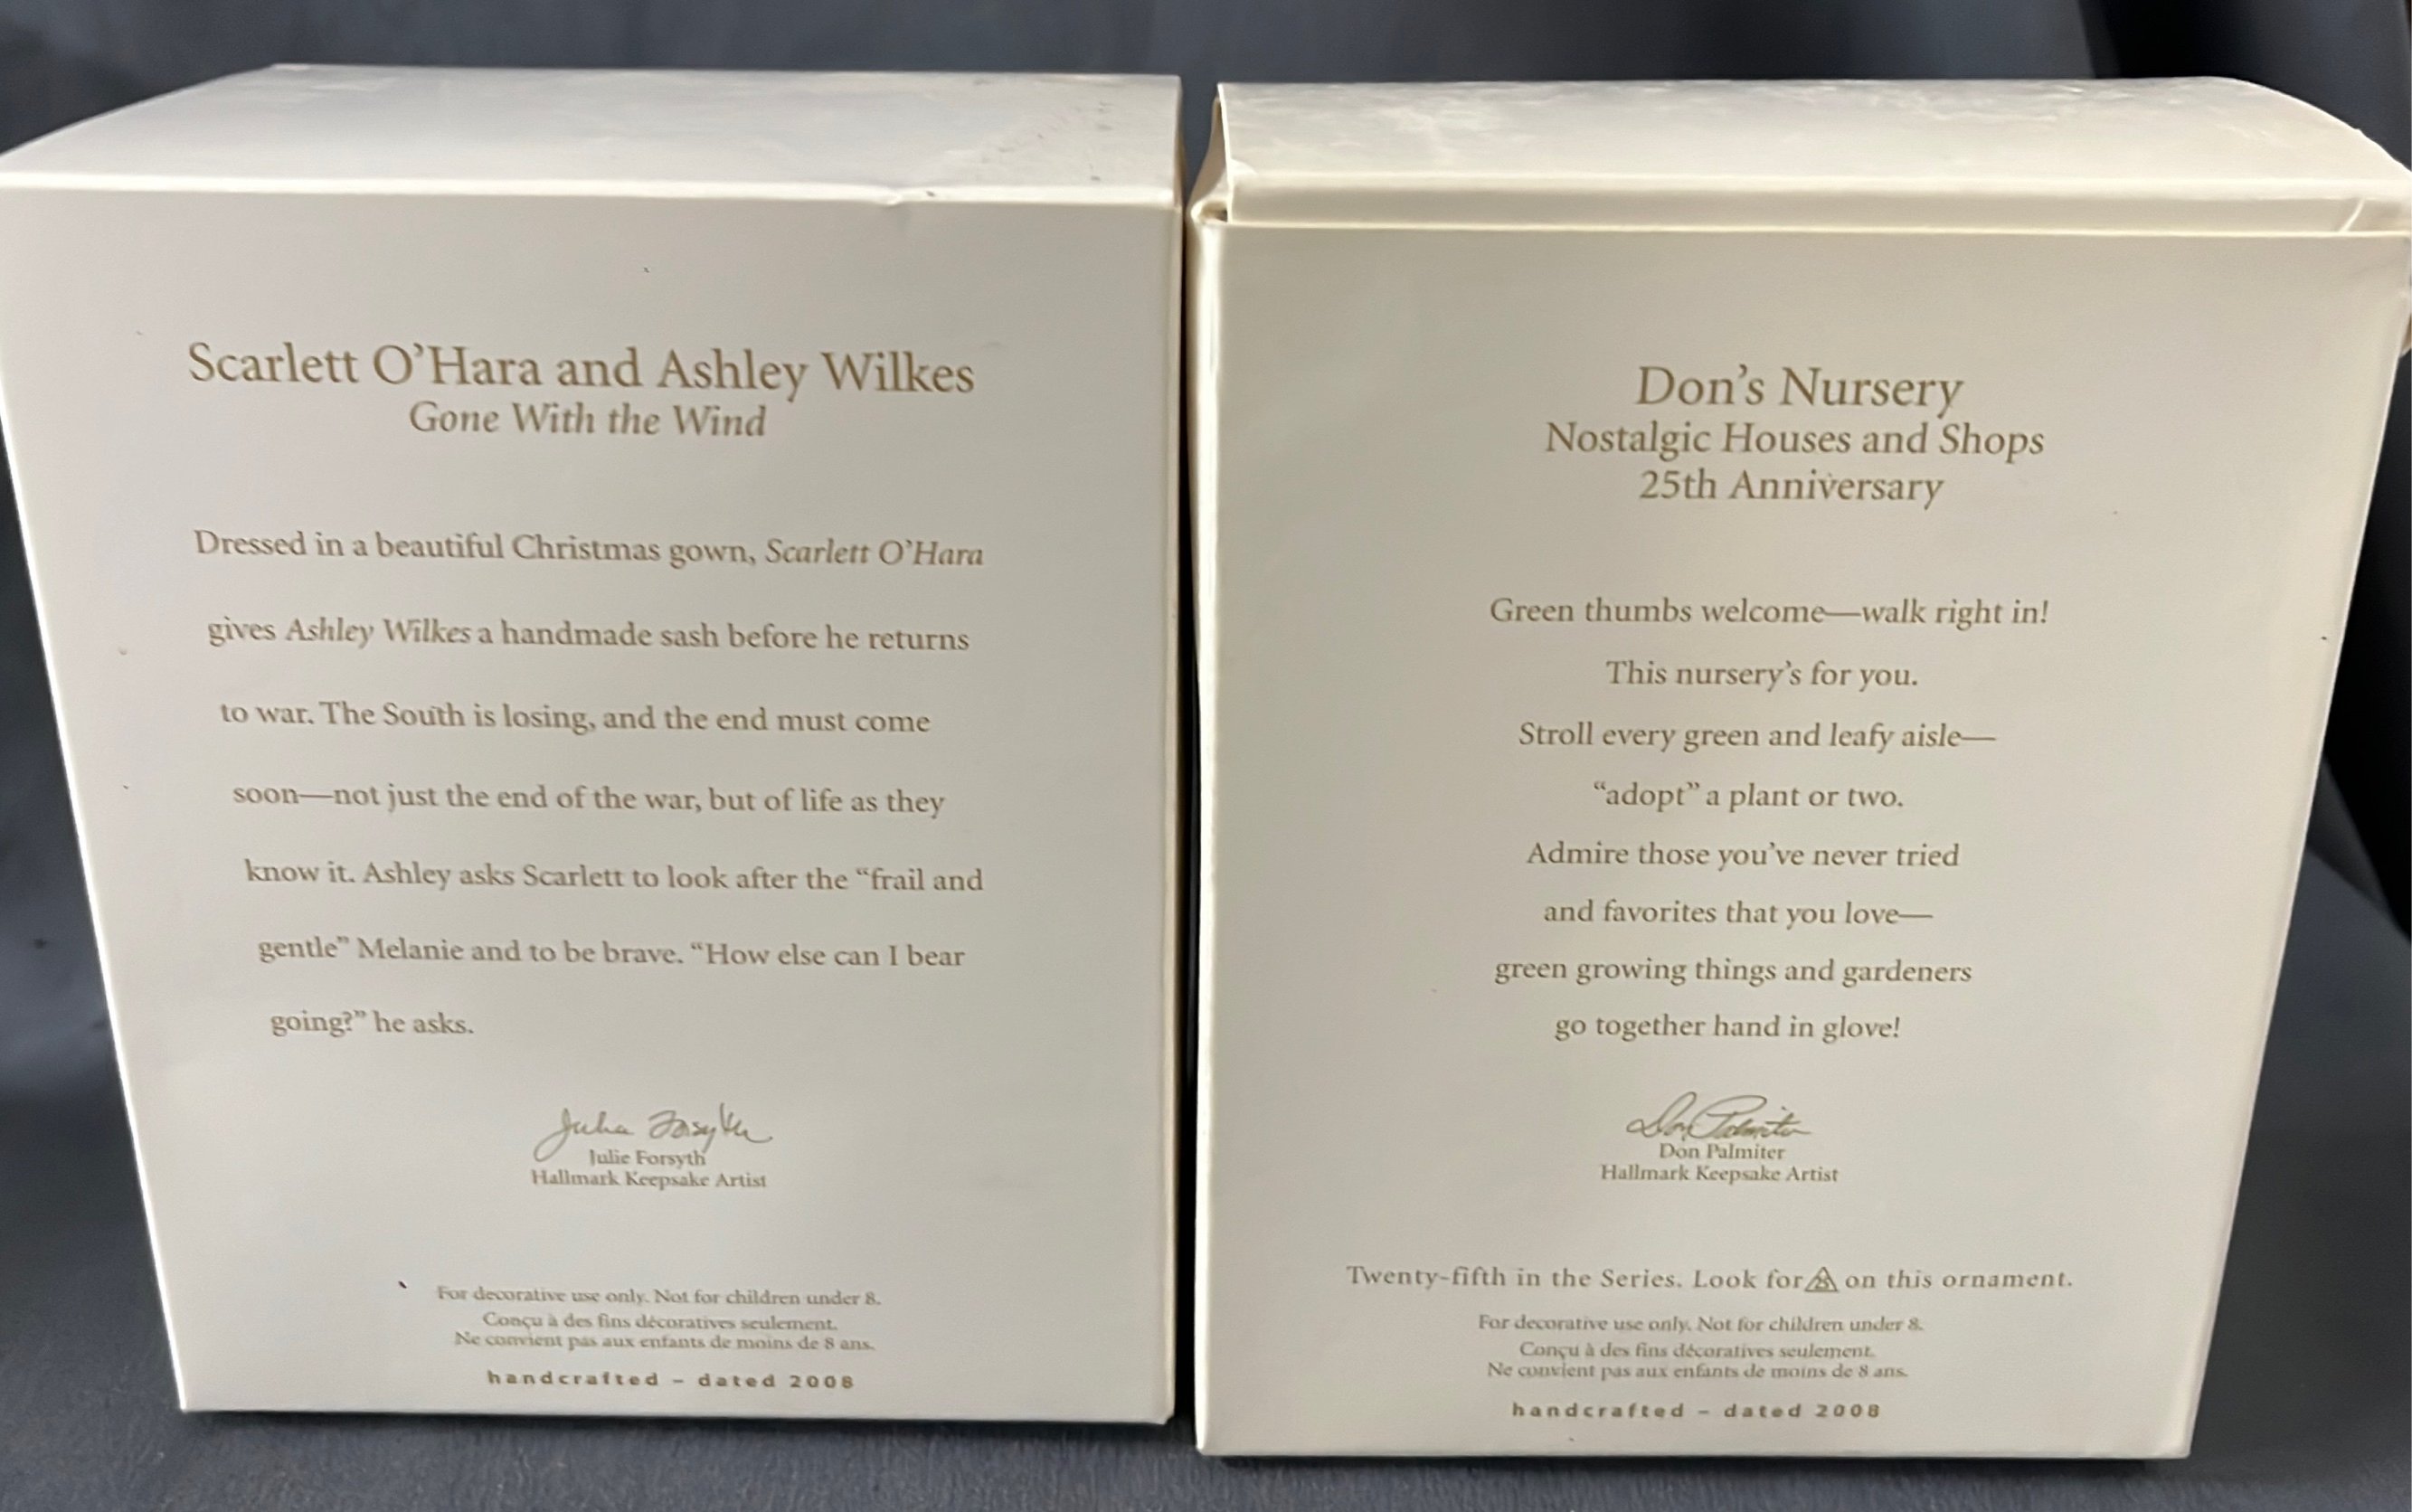 Scarlett O'Hara and Ashley Wilkes
Gone With the Wind
Dressed in a beautiful Christmas gown, Scarlett O'Hara
gives Ashley Wilkes a handmade sash before he returns
to war. The South is losing, and the end must come
soon—not just the end of the war, but of life as they
know it. Ashley asks Scarlett to look after the “frail and
gentle” Melanie and to be brave. “How else can I bear
going?” he asks.
Julie Forsyth
Julie Forsyth
Hallmark Keepsake Artist
For decorative use only. Not for children under 8.
Conçu à des fins décoratives seulement.
Ne convient pas aux enfants de moins de 8 ans.
handcrafted – dated 2008
Don's Nursery
Nostalgic Houses and Shops
25th Anniversary
Green thumbs welcome—walk right in!
This nursery's for you.
Stroll every green and leafy aisle—
“adopt” a plant or two.
Admire those you've never tried
and favorites that you love—
green growing things and gardeners
go together hand in glove!
Don Palmiter
Don Palmiter
Hallmark Keepsake Artist
Twenty-fifth in the Series. Look for on this ornament.
For decorative use only. Not for children under 8.
Conçu à des fins décoratives seulement.
Ne convient pas aux enfants de moins de 8 ans.
handcrafted – dated 2008